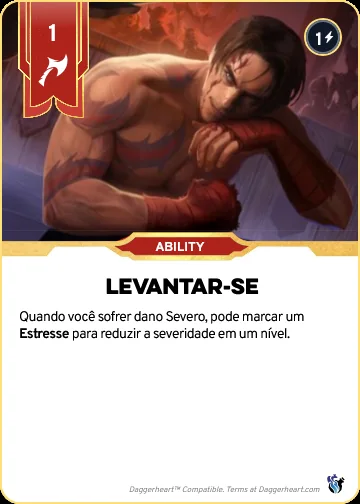 1
1
ABILITY
LEVANTAR-SE
Quando você sofrer dano Severo, pode marcar um
Estresse para reduzir a severidade em um nível.
Daggerheart™ Compatible. Terms at Daggerheart.com